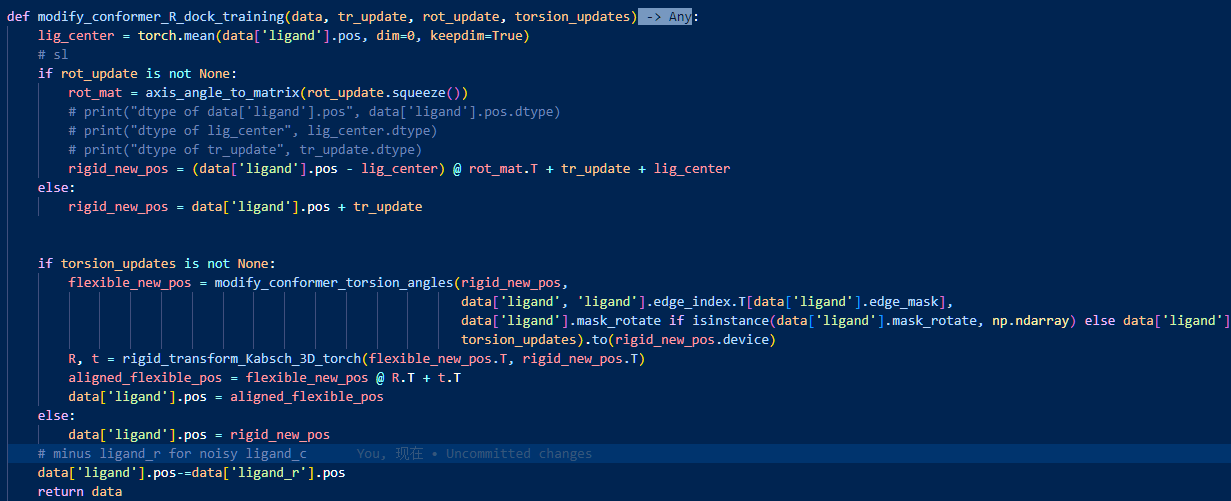 def modify_conformer_R_dock_training(data, tr_update, rot_update, torsion_updates) -> Any:
    lig_center = torch.mean(data['ligand'].pos, dim=0, keepdim=True)
    # sl
    if rot_update is not None:
        rot_mat = axis_angle_to_matrix(rot_update.squeeze())
        # print("dtype of data['ligand'].pos", data['ligand'].pos.dtype)
        # print("dtype of lig_center", lig_center.dtype)
        # print("dtype of tr_update", tr_update.dtype)
        rigid_new_pos = (data['ligand'].pos - lig_center) @ rot_mat.T + tr_update + lig_center
    else:
        rigid_new_pos = data['ligand'].pos + tr_update
    if torsion_updates is not None:
        flexible_new_pos = modify_conformer_torsion_angles(rigid_new_pos,
                                                           data['ligand', 'ligand'].edge_index.T[data['ligand'].edge_mask],
                                                           data['ligand'].mask_rotate if isinstance(data['ligand'].mask_rotate, np.ndarray) else data['ligand']
                                                           torsion_updates).to(rigid_new_pos.device)
        R, t = rigid_transform_Kabsch_3D_torch(flexible_new_pos.T, rigid_new_pos.T)
        aligned_flexible_pos = flexible_new_pos @ R.T + t.T
        data['ligand'].pos = aligned_flexible_pos
    else:
        data['ligand'].pos = rigid_new_pos
    # minus ligand_r for noisy ligand_c You, 现在 • Uncommitted changes
    data['ligand'].pos-=data['ligand_r'].pos
    return data